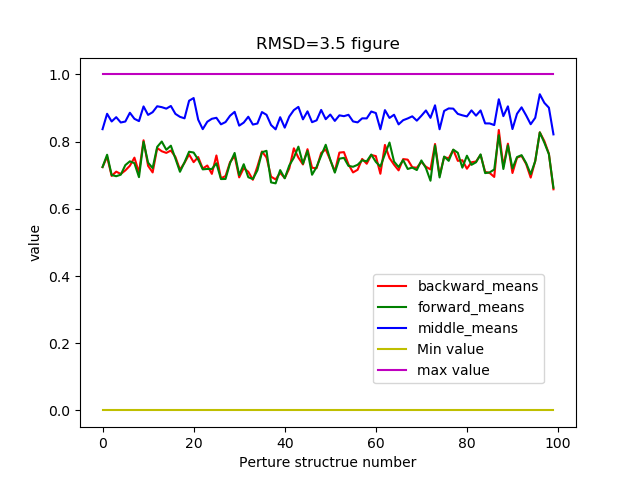 RMSD=3.5 figure
1.0
0.8
0.6
0.4
0.2
0.0
value
backward_means
forward_means
middle_means
Min value
max value
0 20 40 60 80 100
Perture structrue number